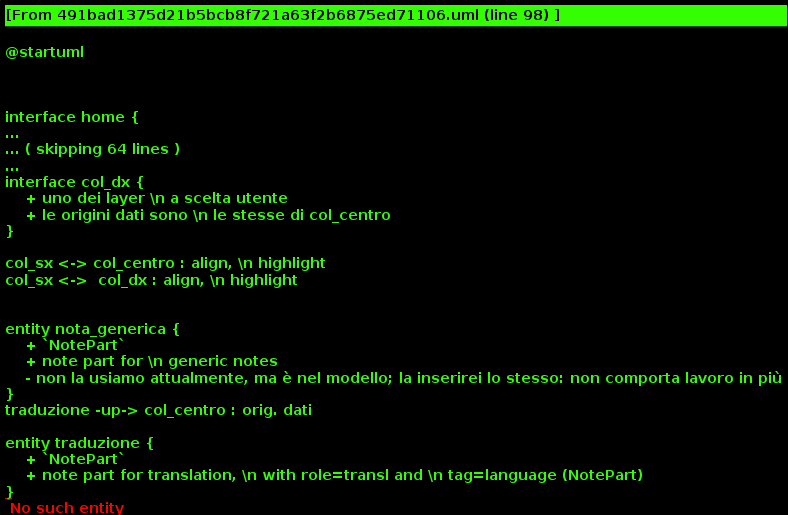 [From 491bad1375d21b5bcb8f721a63f2b6875ed71106.uml (line 98) ]
@startuml
interface home {
...
... ( skipping 64 lines )
...
interface col_dx {
+ uno dei layer \n a scelta utente
+ le origini dati sono \n le stesse di col_centro
}
col_sx <-> col_centro : align, \n highlight
col_sx <->  col_dx : align, \n highlight
entity nota_generica {
+ `NotePart`
+ note part for \n generic notes
- non la usiamo attualmente, ma è nel modello; la inserirei lo stesso: non comporta lavoro in più
}
traduzione -up-> col_centro : orig. dati
entity traduzione {
+ `NotePart`
+ note part for translation, \n with role=transl and \n tag=language (NotePart)
}
No such entity